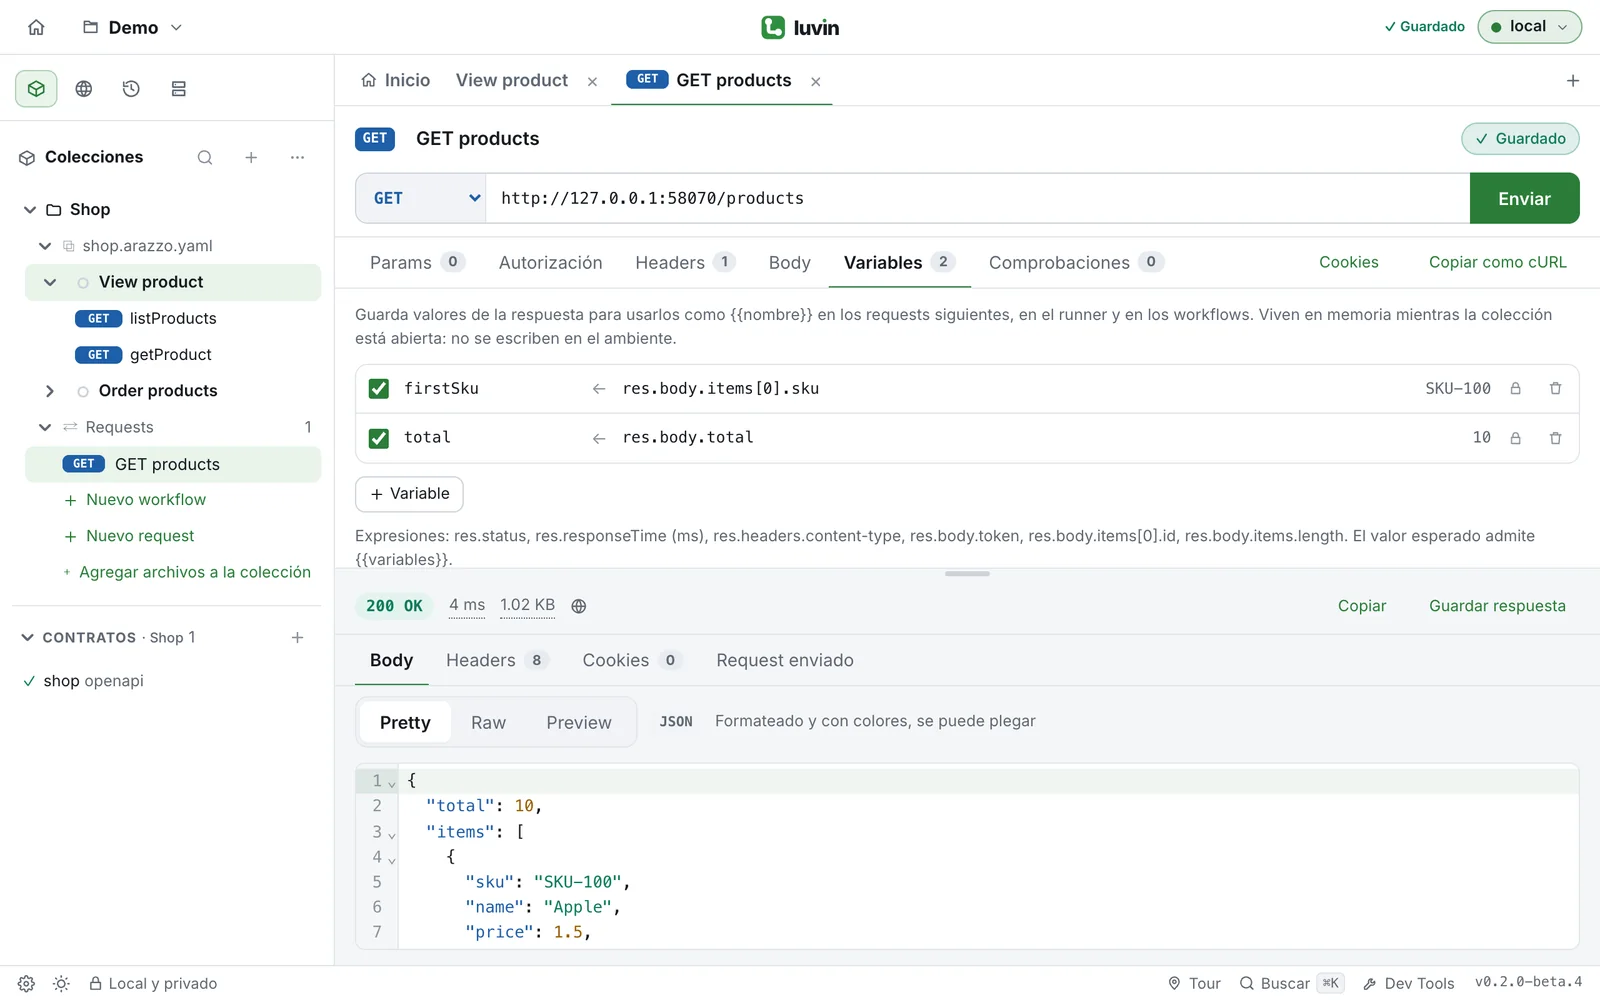 Demo
luvin
✓ Guardado
local
Inicio
View product
GET GET products
Colecciones
Shop
shop.arazzo.yaml
View product
GET listProducts
GET getProduct
Order products
Requests 1
GET GET products
+ Nuevo workflow
+ Nuevo request
+ Agregar archivos a la colección
CONTRATOS · Shop 1
✓ shop openapi
GET GET products
✓ Guardado
GET http://127.0.0.1:58070/products Enviar
Params 0 Autorización Headers 1 Body Variables 2 Comprobaciones 0 Cookies Copiar como cURL
Guarda valores de la respuesta para usarlos como {{nombre}} en los requests siguientes, en el runner y en los workflows. Viven en memoria mientras la colección
está abierta: no se escriben en el ambiente.
firstSku ← res.body.items[0].sku SKU-100
total ← res.body.total 10
+ Variable
Expresiones: res.status, res.responseTime (ms), res.headers.content-type, res.body.token, res.body.items[0].id, res.body.items.length. El valor esperado admite
{{variables}}.
200 OK 4 ms 1.02 KB Copiar Guardar respuesta
Body Headers 8 Cookies 0 Request enviado
Pretty Raw Preview JSON Formateado y con colores, se puede plegar
1 {
2 "total": 10,
3 "items": [
4 {
5 "sku": "SKU-100",
6 "name": "Apple",
7 "price": 1.5,
Local y privado
Tour Buscar ⌘K Dev Tools v0.2.0-beta.4